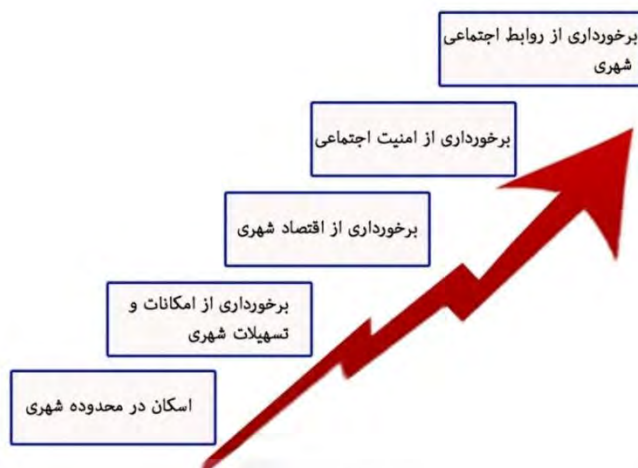 برخورداری از روابط اجتماعی
شهری
برخورداری از امنیت اجتماعی
برخورداری از اقتصاد شهری
برخورداری از امکانات و
تسهیلات شهری
اسکان در محدوده شهری